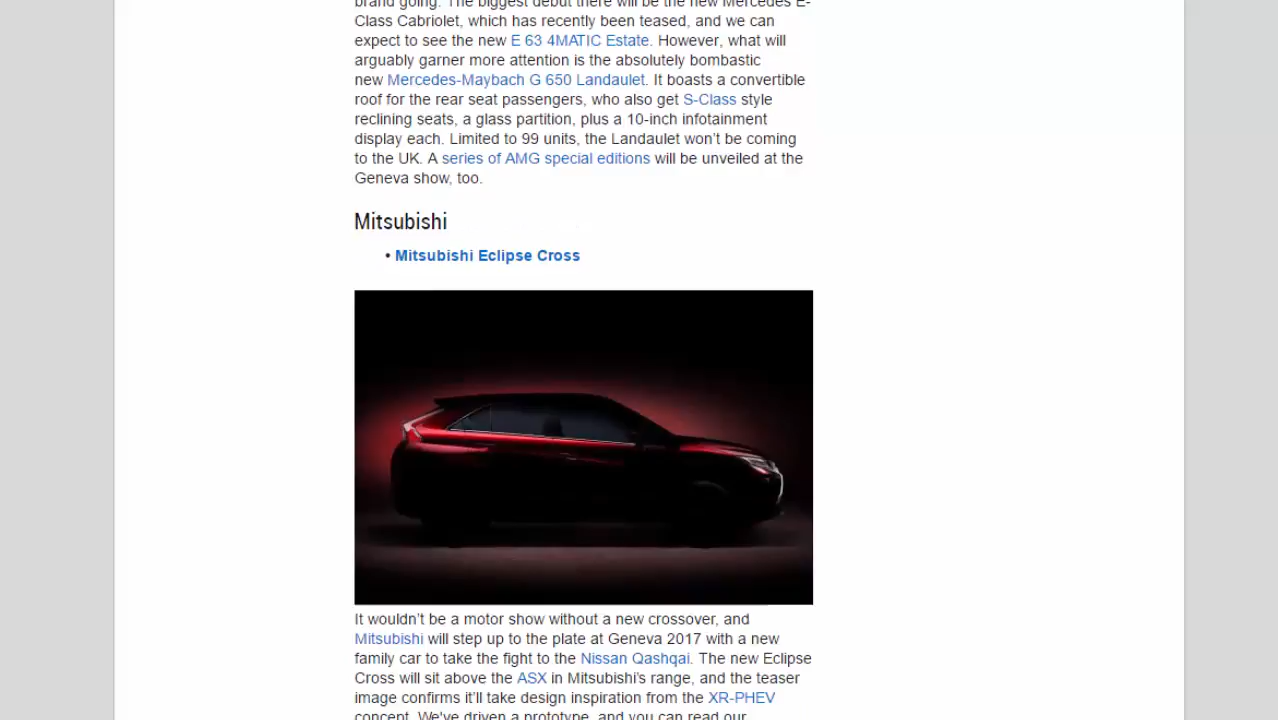 brand going. The biggest debut there will be the new Mercedes E-
Class Cabriolet, which has recently been teased, and we can
expect to see the new E 63 4MATIC Estate. However, what will
arguably garner more attention is the absolutely bombastic
new Mercedes-Maybach G 650 Landaulet. It boasts a convertible
roof for the rear seat passengers, who also get S-Class style
reclining seats, a glass partition, plus a 10-inch infotainment
display each. Limited to 99 units, the Landaulet won't be coming
to the UK. A series of AMG special editions will be unveiled at the
Geneva show, too.
Mitsubishi
• Mitsubishi Eclipse Cross
It wouldn't be a motor show without a new crossover, and
Mitsubishi will step up to the plate at Geneva 2017 with a new
family car to take the fight to the Nissan Qashqai. The new Eclipse
Cross will sit above the ASX in Mitsubishi's range, and the teaser
image confirms it'll take design inspiration from the XR-PHEV
concept. We've driven a prototype, and you can read our